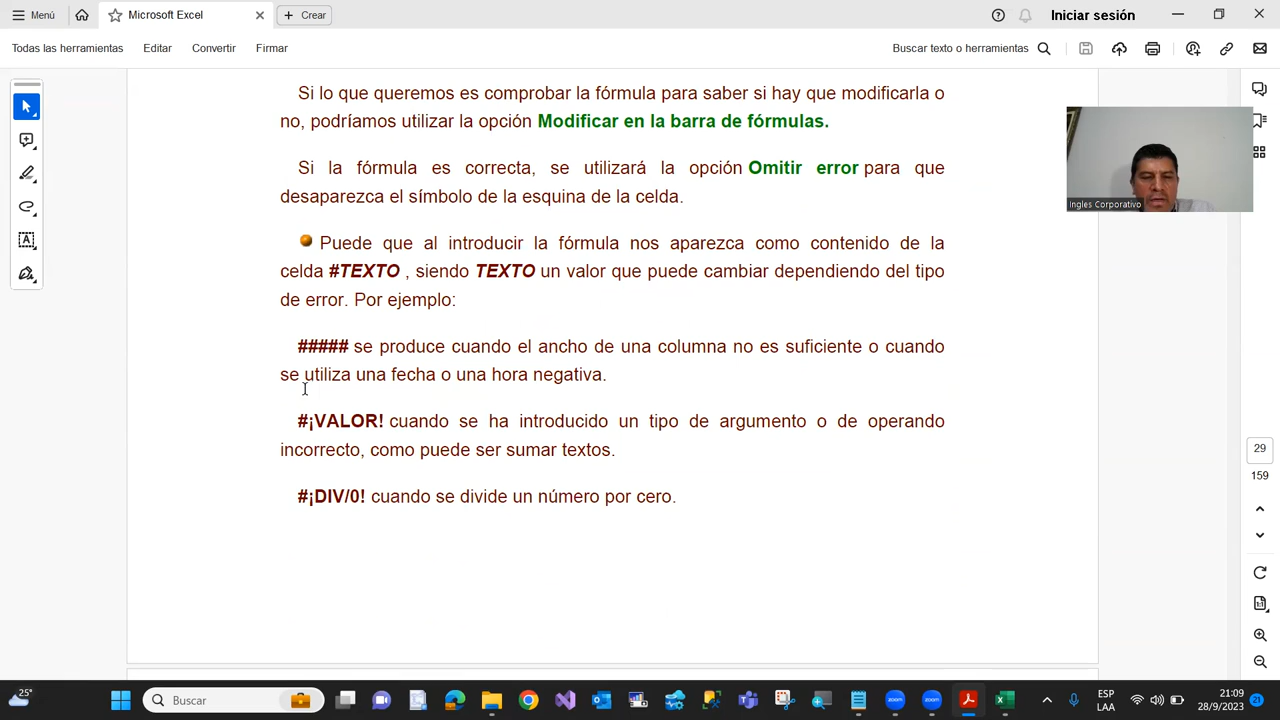 Menú
Microsoft Excel
Crear
Iniciar sesión
Todas las herramientas
Editar
Convertir
Firmar
Buscar texto o herramientas
Si lo que queremos es comprobar la fórmula para saber si hay que modificarla o
no, podríamos utilizar la opción Modificar en la barra de fórmulas.
Si la fórmula es correcta, se utilizará la opción Omitir error para que
desaparezca el símbolo de la esquina de la celda.
Puede que al introducir la fórmula nos aparezca como contenido de la
celda #TEXTO , siendo TEXTO un valor que puede cambiar dependiendo del tipo
de error. Por ejemplo:
##### se produce cuando el ancho de una columna no es suficiente o cuando
se utiliza una fecha o una hora negativa.
#¡VALOR! cuando se ha introducido un tipo de argumento o de operando
incorrecto, como puede ser sumar textos.
#¡DIV/0! cuando se divide un número por cero.
Ingles Corporativo
29
159
25°
Buscar
ESP
LAA
21:09
28/9/2023
21